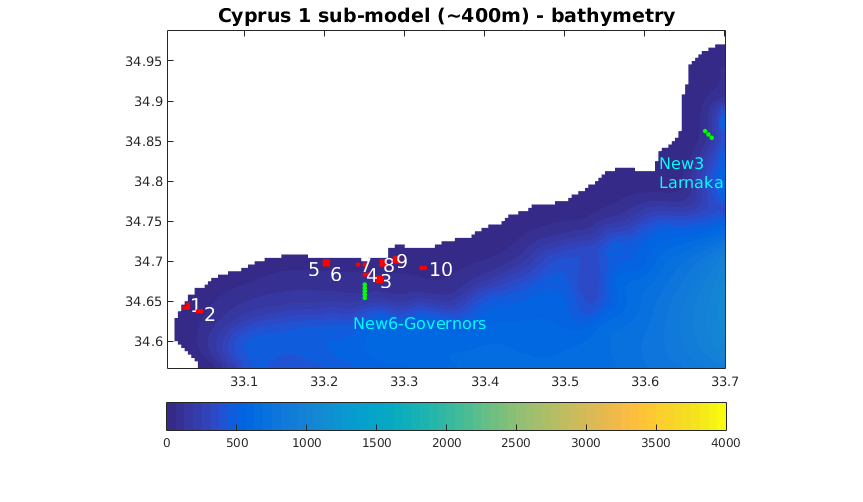 Cyprus 1 sub-model (~400m) - bathymetry
34.95
34.9
34.85
34.8
34.75
34.7
34.65
34.6
New3
Larnaka
5 6 7 4 8 3 9 10
1 2
New6-Governors
33.1 33.2 33.3 33.4 33.5 33.6 33.7
0 500 1000 1500 2000 2500 3000 3500 4000